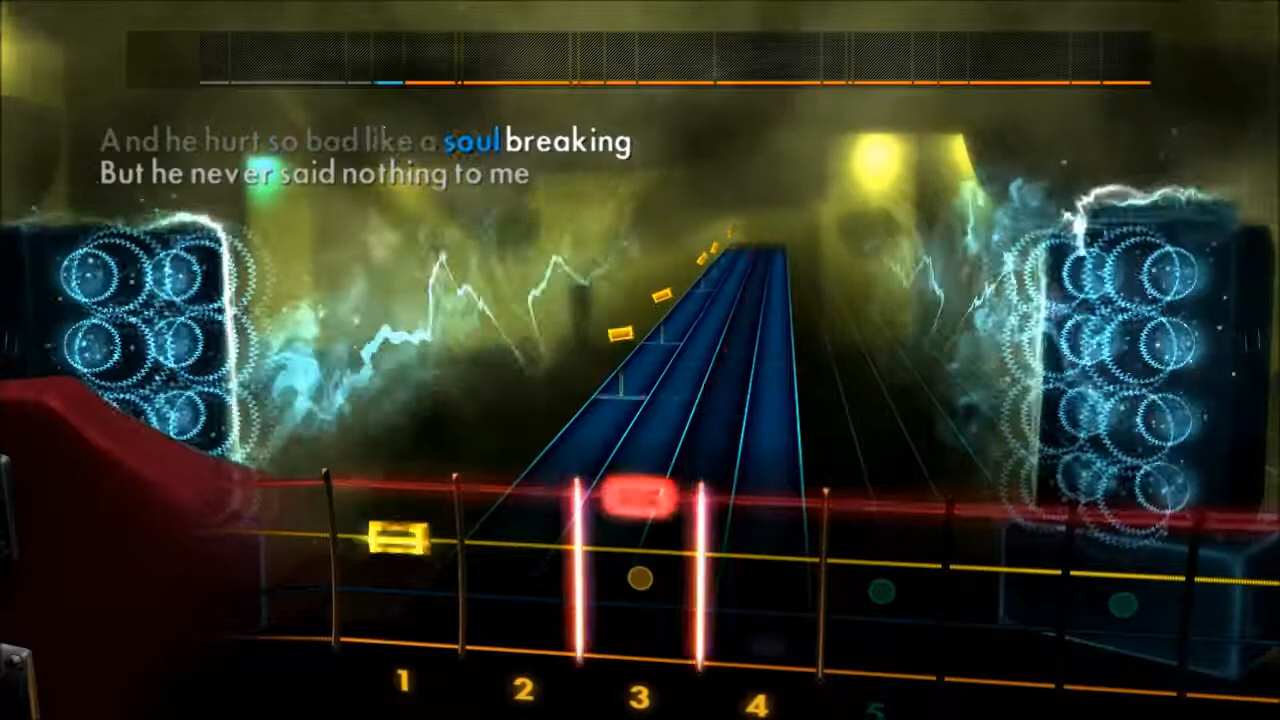 And he hurt so bad like a soul breaking
But he never said nothing to me
1 2 3 4 5